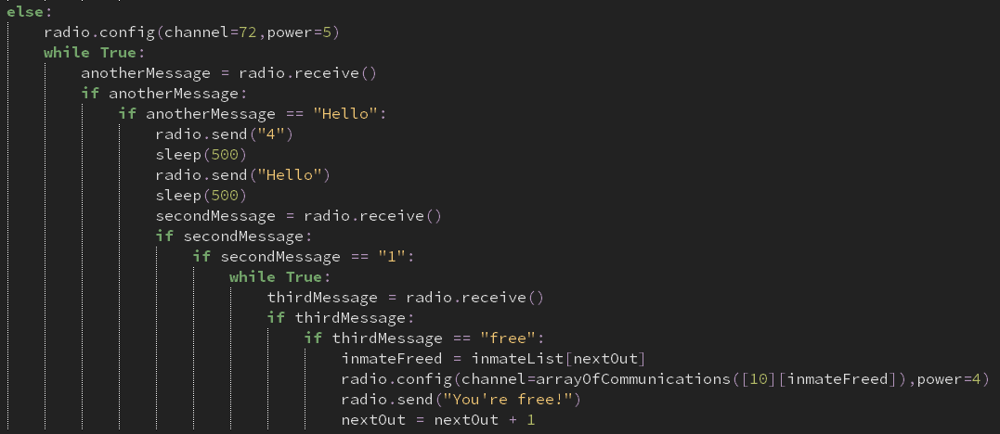 else:
    radio.config(channel=72,power=5)
    while True:
        anotherMessage = radio.receive()
        if anotherMessage:
            if anotherMessage == "Hello":
                radio.send("4")
                sleep(500)
                radio.send("Hello")
                sleep(500)
                secondMessage = radio.receive()
                if secondMessage:
                    if secondMessage == "1":
                        while True:
                            thirdMessage = radio.receive()
                            if thirdMessage:
                                if thirdMessage == "free":
                                    inmateFreed = inmateList[nextOut]
                                    radio.config(channel=arrayOfCommunications([10][inmateFreed]),power=4)
                                    radio.send("You're free!")
                                    nextOut = nextOut + 1